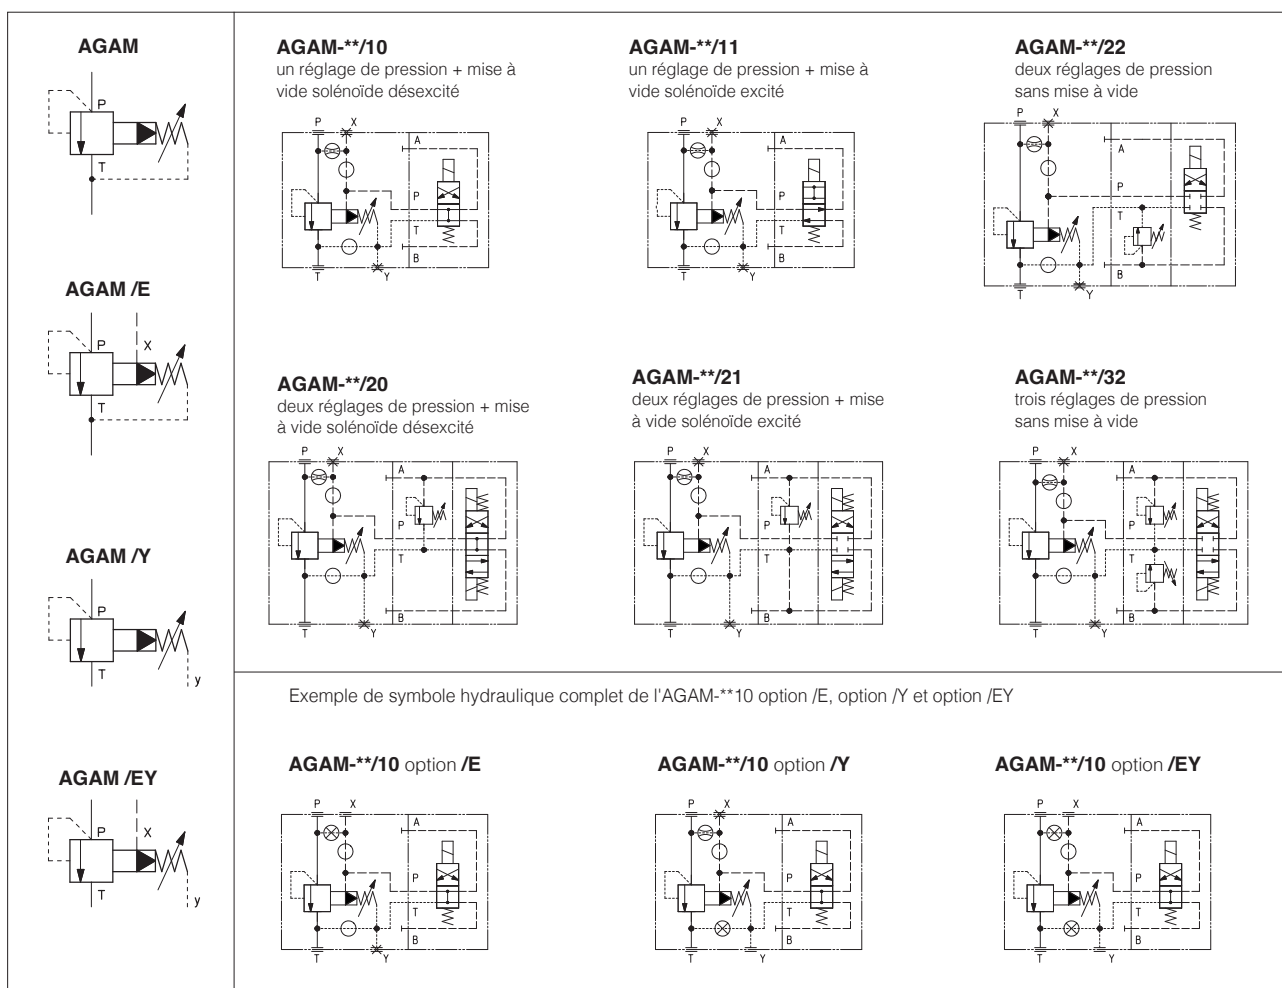 AGAM
P
T
AGAM /E
P
X
T
AGAM /Y
P
T
y
AGAM /EY
P
X
T
y
AGAM-**/10
un réglage de pression + mise à
vide solénoïde désexcité
P
X
A
P
T
B
T
Y
AGAM-**/11
un réglage de pression + mise à
vide solénoïde excité
P
X
A
P
T
B
T
Y
AGAM-**/22
deux réglages de pression
sans mise à vide
P
X
A
P
T
B
T
Y
AGAM-**/20
deux réglages de pression + mise
à vide solénoïde désexcité
P
X
A
P
T
B
T
Y
AGAM-**/21
deux réglages de pression + mise
à vide solénoïde excité
P
X
A
P
T
B
T
Y
AGAM-**/32
trois réglages de pression
sans mise à vide
P
X
A
P
T
B
T
Y
Exemple de symbole hydraulique complet de l'AGAM-**10 option /E, option /Y et option /EY
AGAM-**/10 option /E
P
X
A
P
T
B
T
Y
AGAM-**/10 option /Y
P
X
A
P
T
B
T
Y
AGAM-**/10 option /EY
P
X
A
P
T
B
T
Y